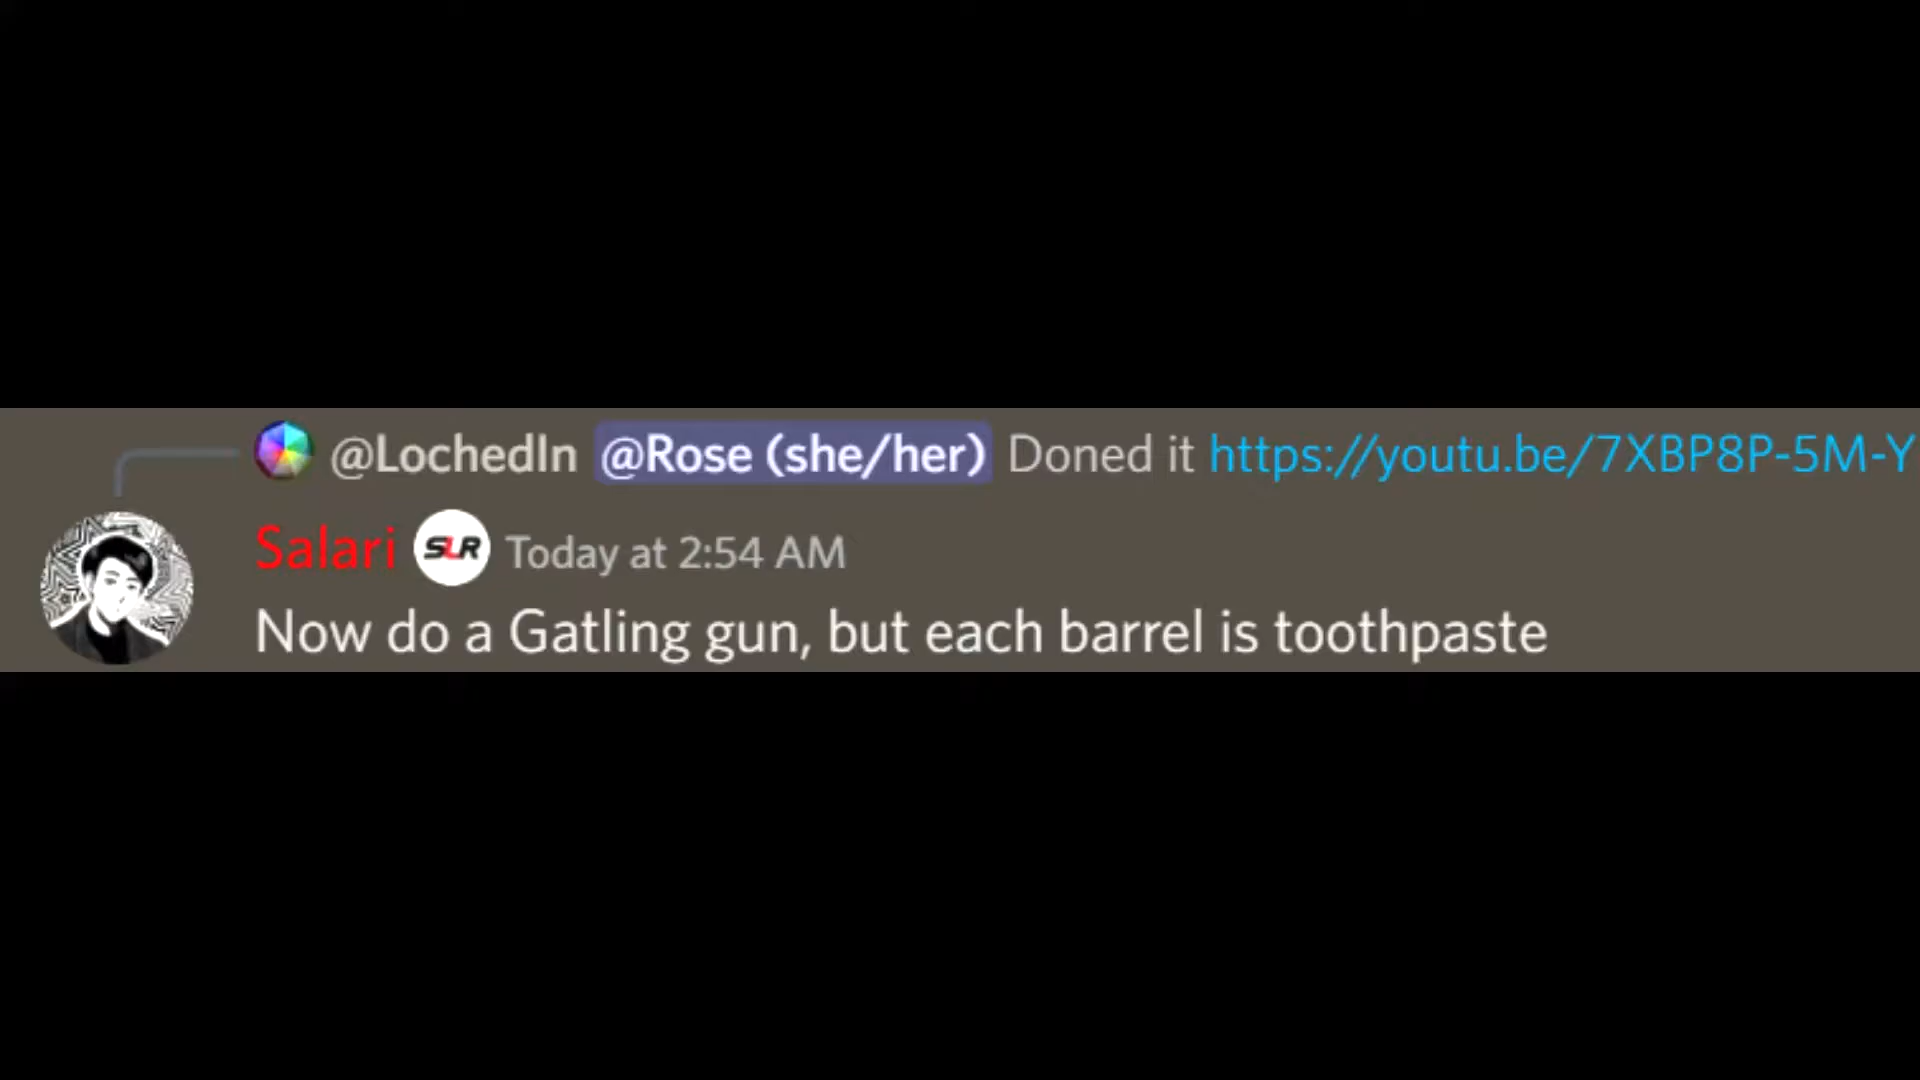 @LochedIn @Rose (she/her) Doned it https://youtu.be/7XBP8P-5M-Y
Salari SLR Today at 2:54 AM
Now do a Gatling gun, but each barrel is toothpaste